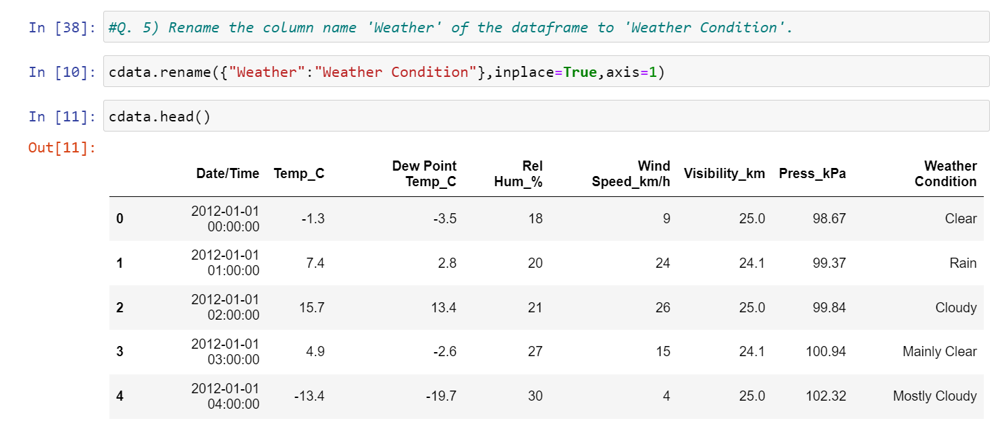 In [38]: #Q. 5) Rename the column name 'Weather' of the dataframe to 'Weather Condition'.
In [10]: cdata.rename({"Weather":"Weather Condition"},inplace=True,axis=1)
In [11]: cdata.head()
Out[11]:
Date/Time Temp_C Dew Point Temp_C Rel Hum_% Wind Speed_km/h Visibility_km Press_kPa Weather Condition
0 2012-01-01 00:00:00 -1.3 -3.5 18 9 25.0 98.67 Clear
1 2012-01-01 01:00:00 7.4 2.8 20 24 24.1 99.37 Rain
2 2012-01-01 02:00:00 15.7 13.4 21 26 25.0 99.84 Cloudy
3 2012-01-01 03:00:00 4.9 -2.6 27 15 24.1 100.94 Mainly Clear
4 2012-01-01 04:00:00 -13.4 -19.7 30 4 25.0 102.32 Mostly Cloudy